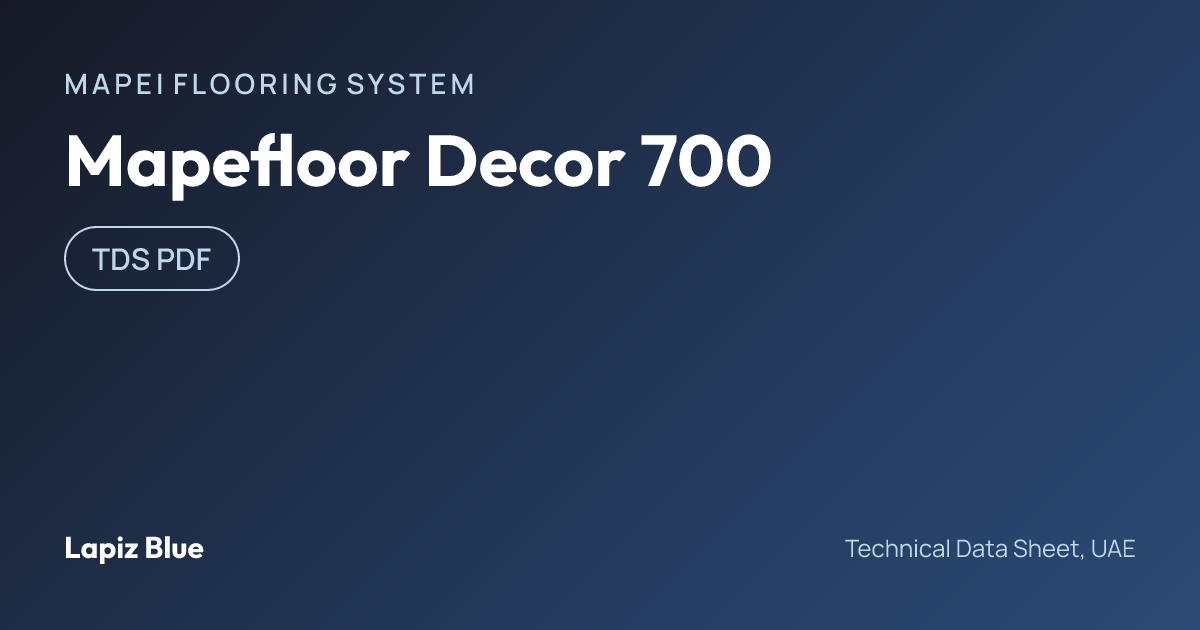 MAPEI FLOORING SYSTEM
Mapefloor Decor 700
TDS PDF
Lapiz Blue
Technical Data Sheet, UAE